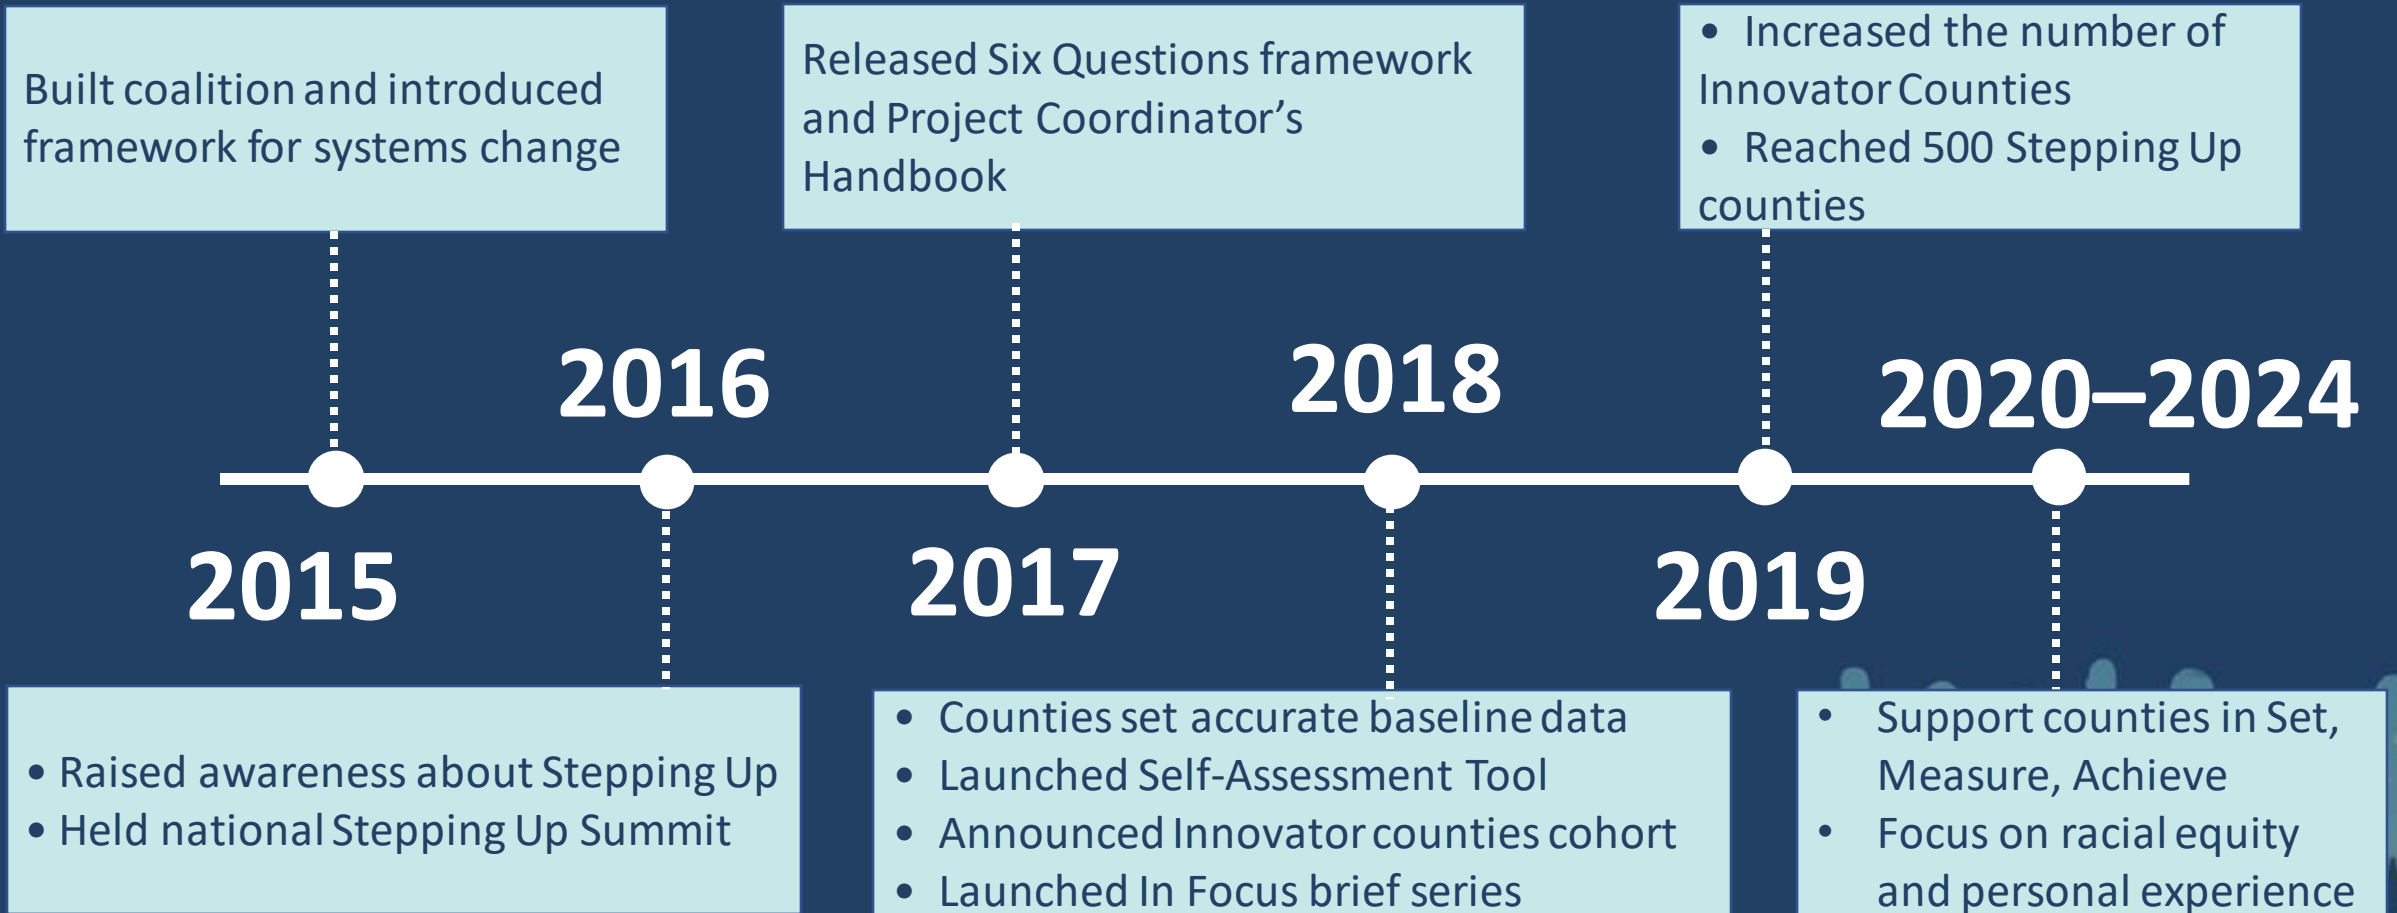 Built coalition and introduced
framework for systems change
Released Six Questions framework
and Project Coordinator’s
Handbook
• Increased the number of
Innovator Counties
• Reached 500 Stepping Up
counties
2016
2018
2020–2024
2015
2017
2019
• Raised awareness about Stepping Up
• Held national Stepping Up Summit
• Counties set accurate baseline data
• Launched Self-Assessment Tool
• Announced Innovator counties cohort
• Launched In Focus brief series
• Support counties in Set,
Measure, Achieve
• Focus on racial equity
and personal experience